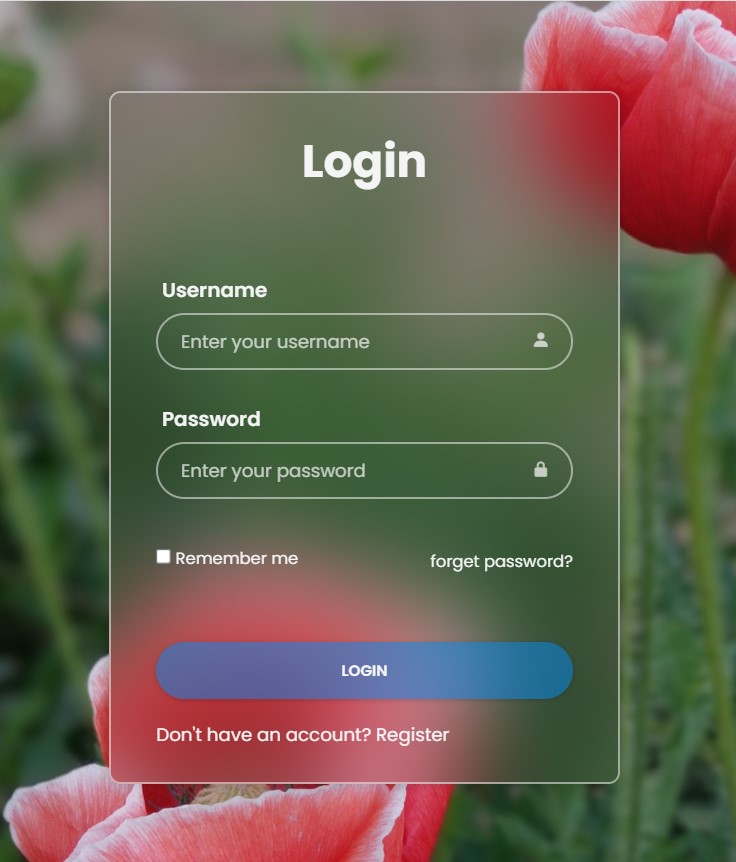 Login
Username
Enter your username
Password
Enter your password
Remember me
forget password?
LOGIN
Don't have an account? Register